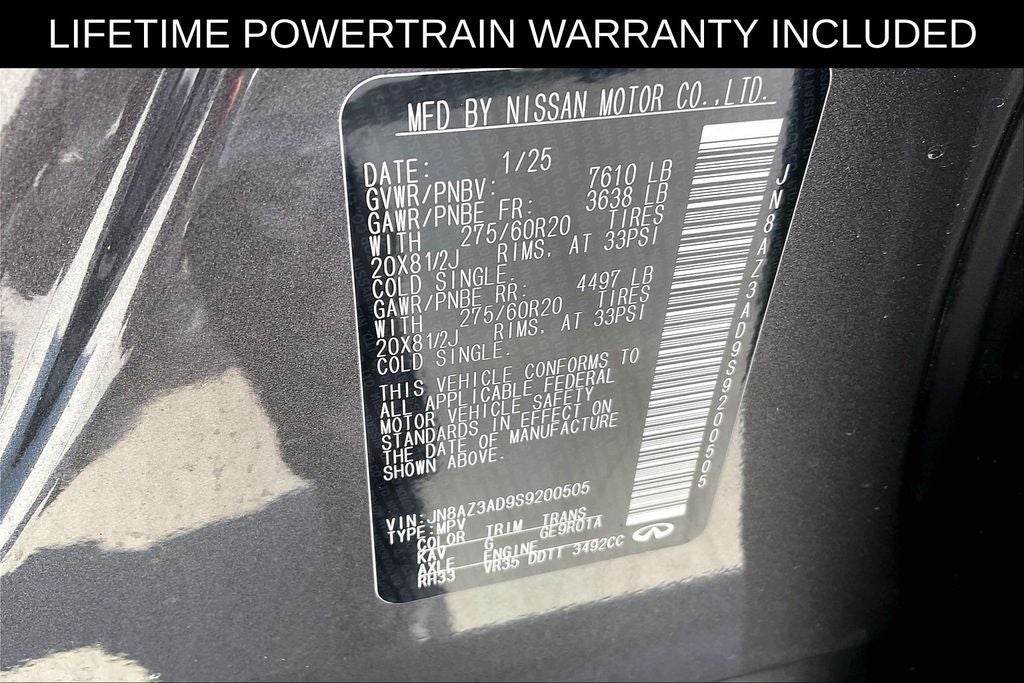 LIFETIME POWERTRAIN WARRANTY INCLUDED
MFD BY NISSAN MOTOR CO.,LTD.
DATE: 1/25
GVWR/PNBV: 7610 LB
GAWR/PNBE FR: 3638 LB
WITH 275/60R20 TIRES
20X81/2J RIMS. AT 33PSI
COLD SINGLE.
GAWR/PNBE RR: 4497 LB
WITH 275/60R20 TIRES
20X81/2J RIMS. AT 33PSI
COLD SINGLE.
THIS VEHICLE CONFORMS TO
ALL APPLICABLE FEDERAL
MOTOR VEHICLE SAFETY
STANDARDS IN EFFECT ON
THE DATE OF MANUFACTURE
SHOWN ABOVE.
VIN:JN8AZ3AD9S9200505
TYPE:MPV
COLOR TRIM TRANS
KAV G GE9R01A
AXLE ENGINE
RH33 VR35 DDTT 3492CC
JN8AZ3AD9S9200505